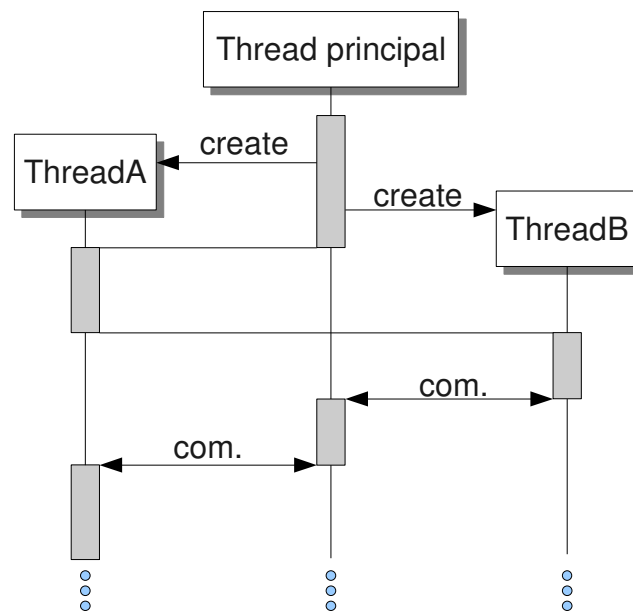 Thread principal
create
ThreadA
create
ThreadB
com.
com.